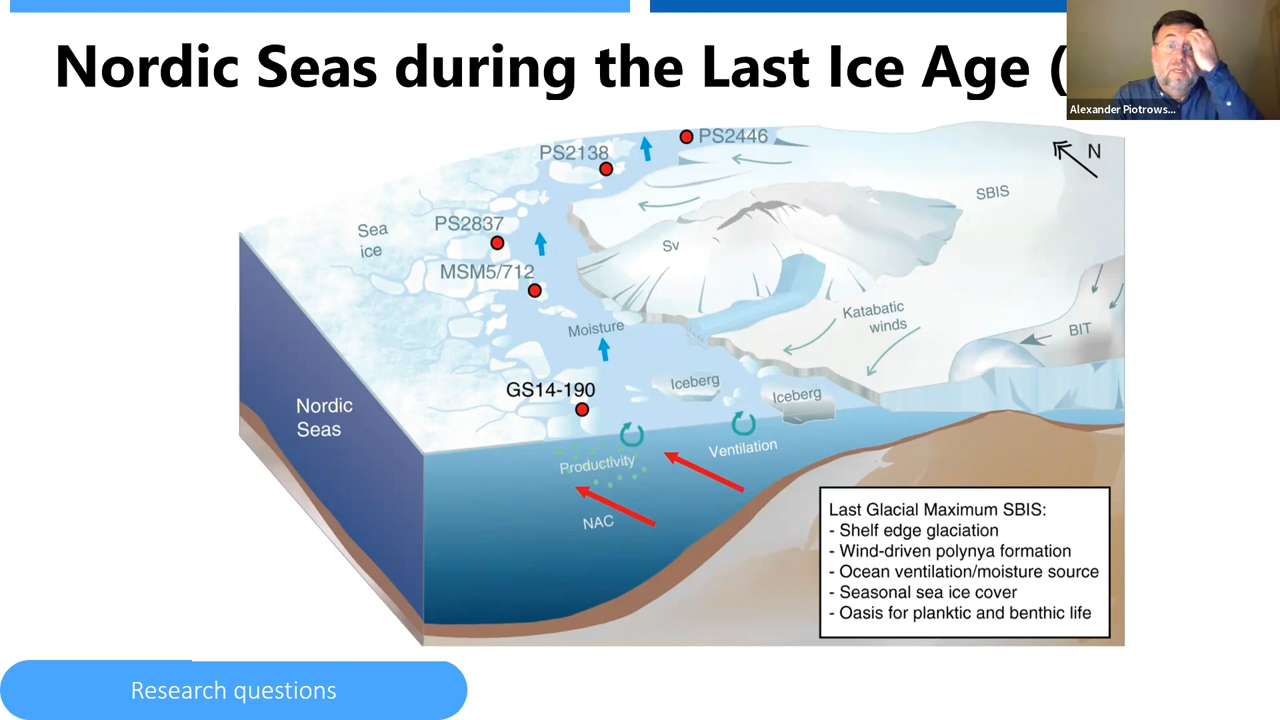 Nordic Seas during the Last Ice Age (
Alexander Piotrows...
PS2446
PS2138
N
SBIS
PS2837
Sea
ice
Sv
MSM5/712
Katabatic
winds
Moisture
BIT
GS14-190
Iceberg
Iceberg
Nordic
Seas
Productivity
Ventilation
NAC
Last Glacial Maximum SBIS:
- Shelf edge glaciation
- Wind-driven polynya formation
- Ocean ventilation/moisture source
- Seasonal sea ice cover
- Oasis for planktic and benthic life
Research questions